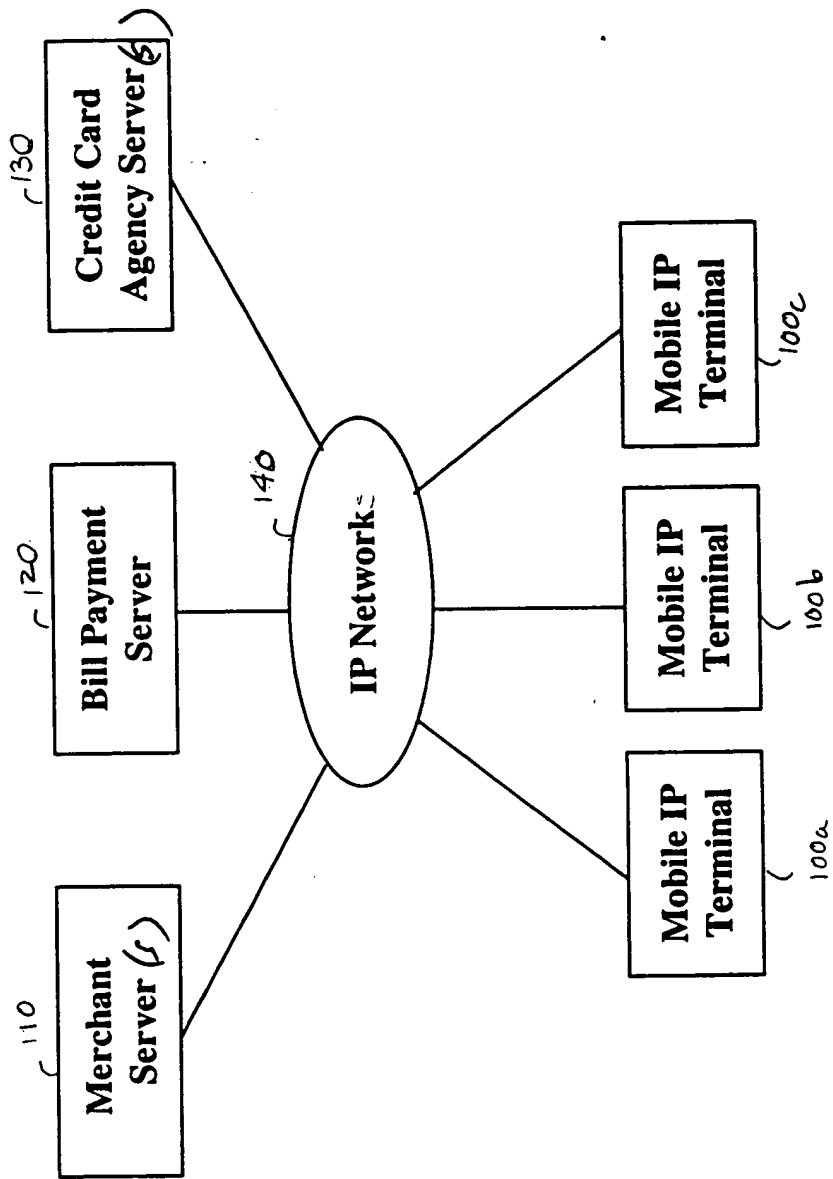 110
Merchant
Server(s)
120
Bill Payment
Server
130
Credit Card
Agency Server(s)
140
IP Networks
Mobile IP
Terminal
100a
Mobile IP
Terminal
100b
Mobile IP
Terminal
100c